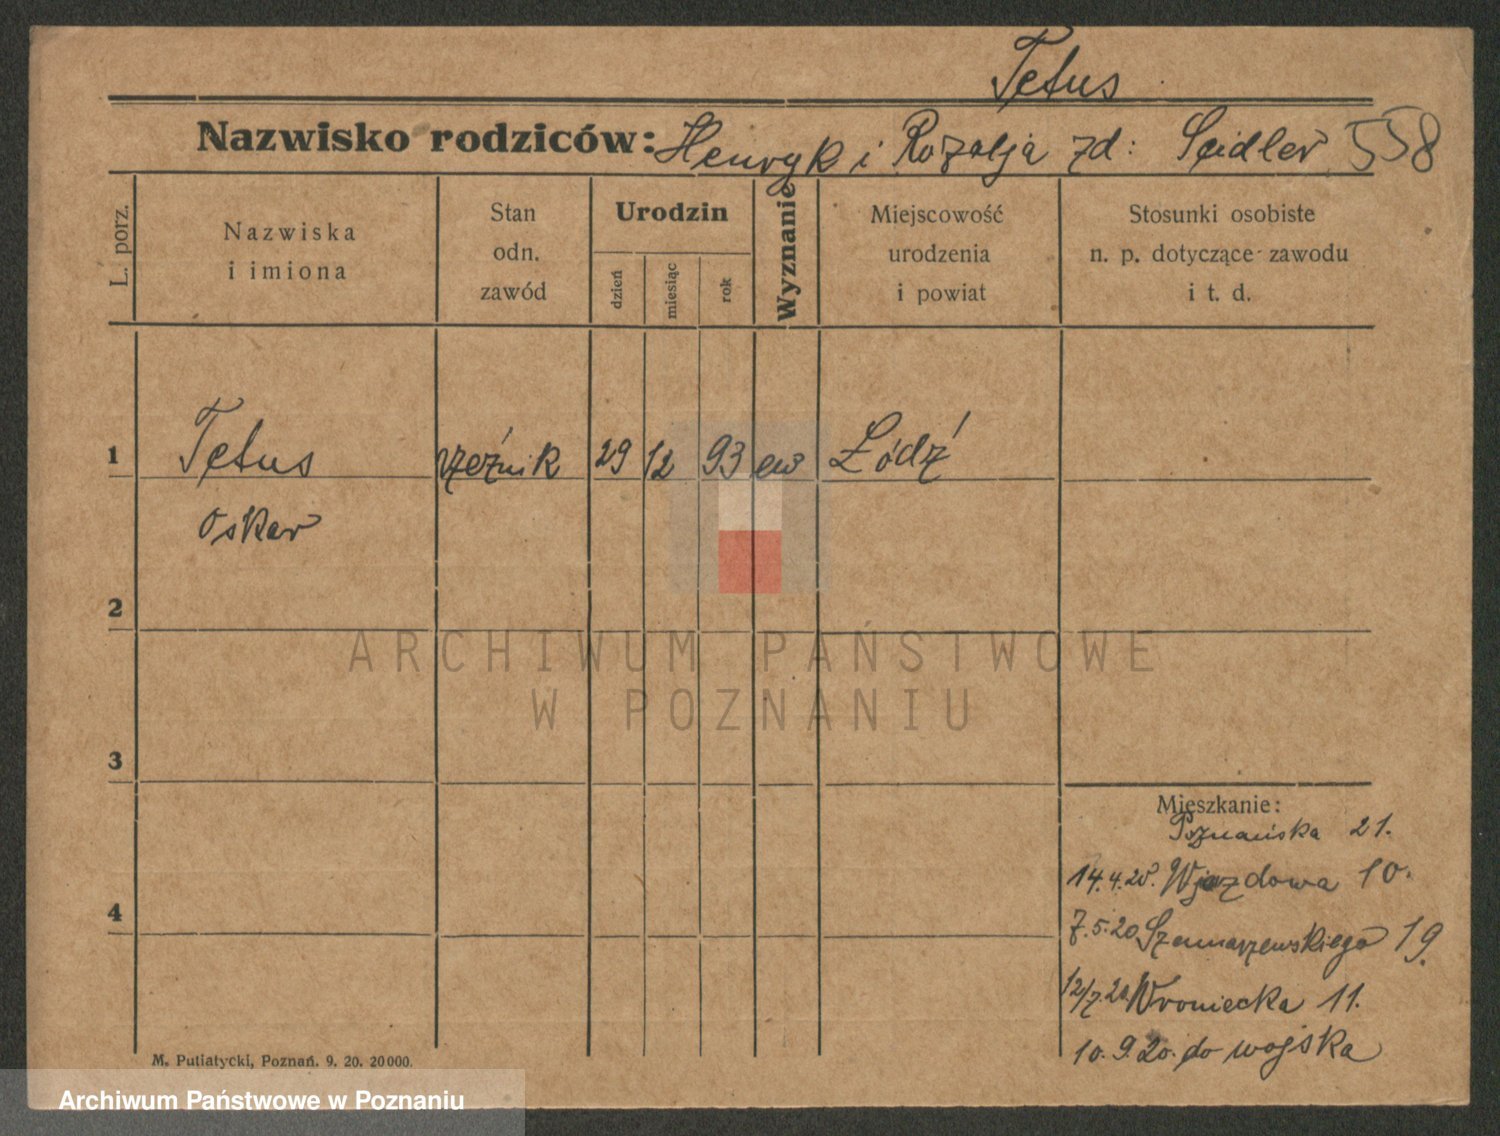 Tetus
Nazwisko rodziców: Henryk i Rozalja zd: Seidler 558
L. porz.
Nazwiska
i imiona
Stan
odn.
zawód
Urodzin
dzień
miesiąc
rok
Wyznanie
Miejscowość
urodzenia
i powiat
Stosunki osobiste
n. p. dotyczące zawodu
i t. d.
1 Tetus rzeźnik 29 12 93 ew Łódź
Oskar
2
3
4
Mieszkanie:
Poznańska 21.
14.4.20. Wjazdowa 10.
7.5.20 Szamarzewskiego 19.
12/7.20 Wroniecka 11.
10.9.20. do wojska
M. Putiatycki, Poznań. 9. 20. 20000.
ARCHIWUM PAŃSTWOWE
W POZNANIU
Archiwum Państwowe w Poznaniu